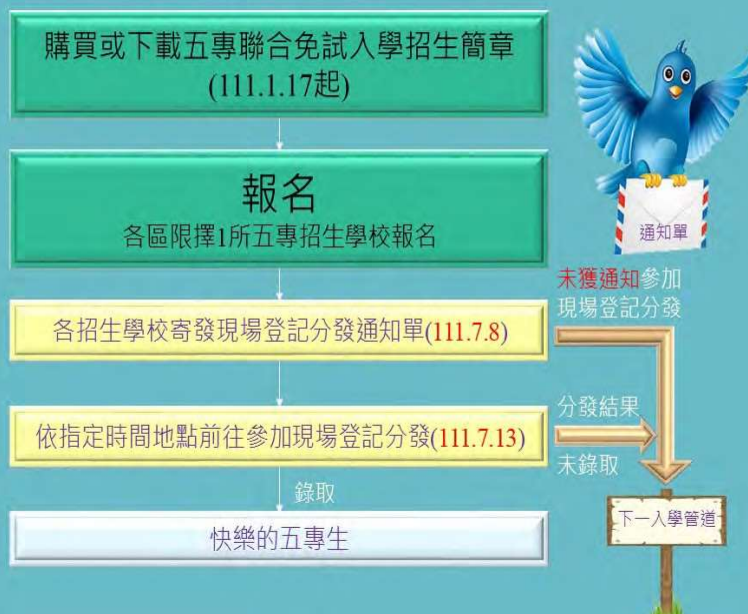 購買或下載五專聯合免試入學招生簡章
(111.1.17起)
報名
各區限擇1所五專招生學校報名
通知單
未獲通知參加
現場登記分發
各招生學校寄發現場登記分發通知單(111.7.8)
分發結果
依指定時間地點前往參加現場登記分發(111.7.13)
未錄取
錄取
下一入學管道
快樂的五專生